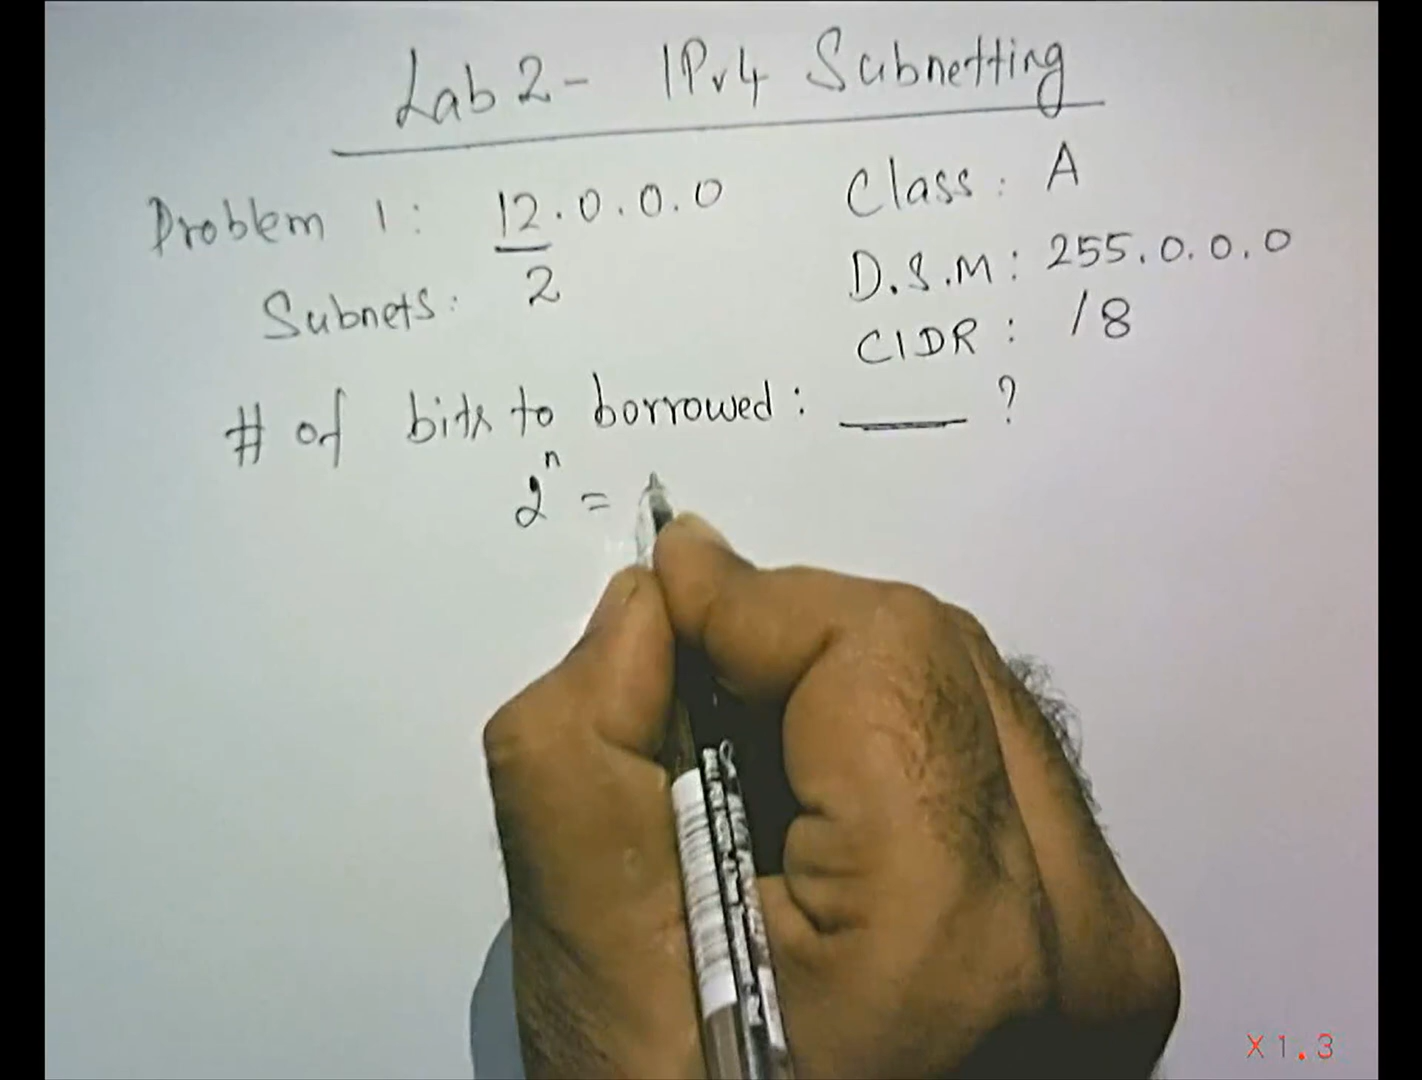 Lab 2 - IPv4 Subnetting
Problem 1: 12.0.0.0
Class: A
Subnets: 2
D.S.M: 255.0.0.0
CIDR: /8
# of bits to borrowed: ____ ?
2ⁿ =
X1.3